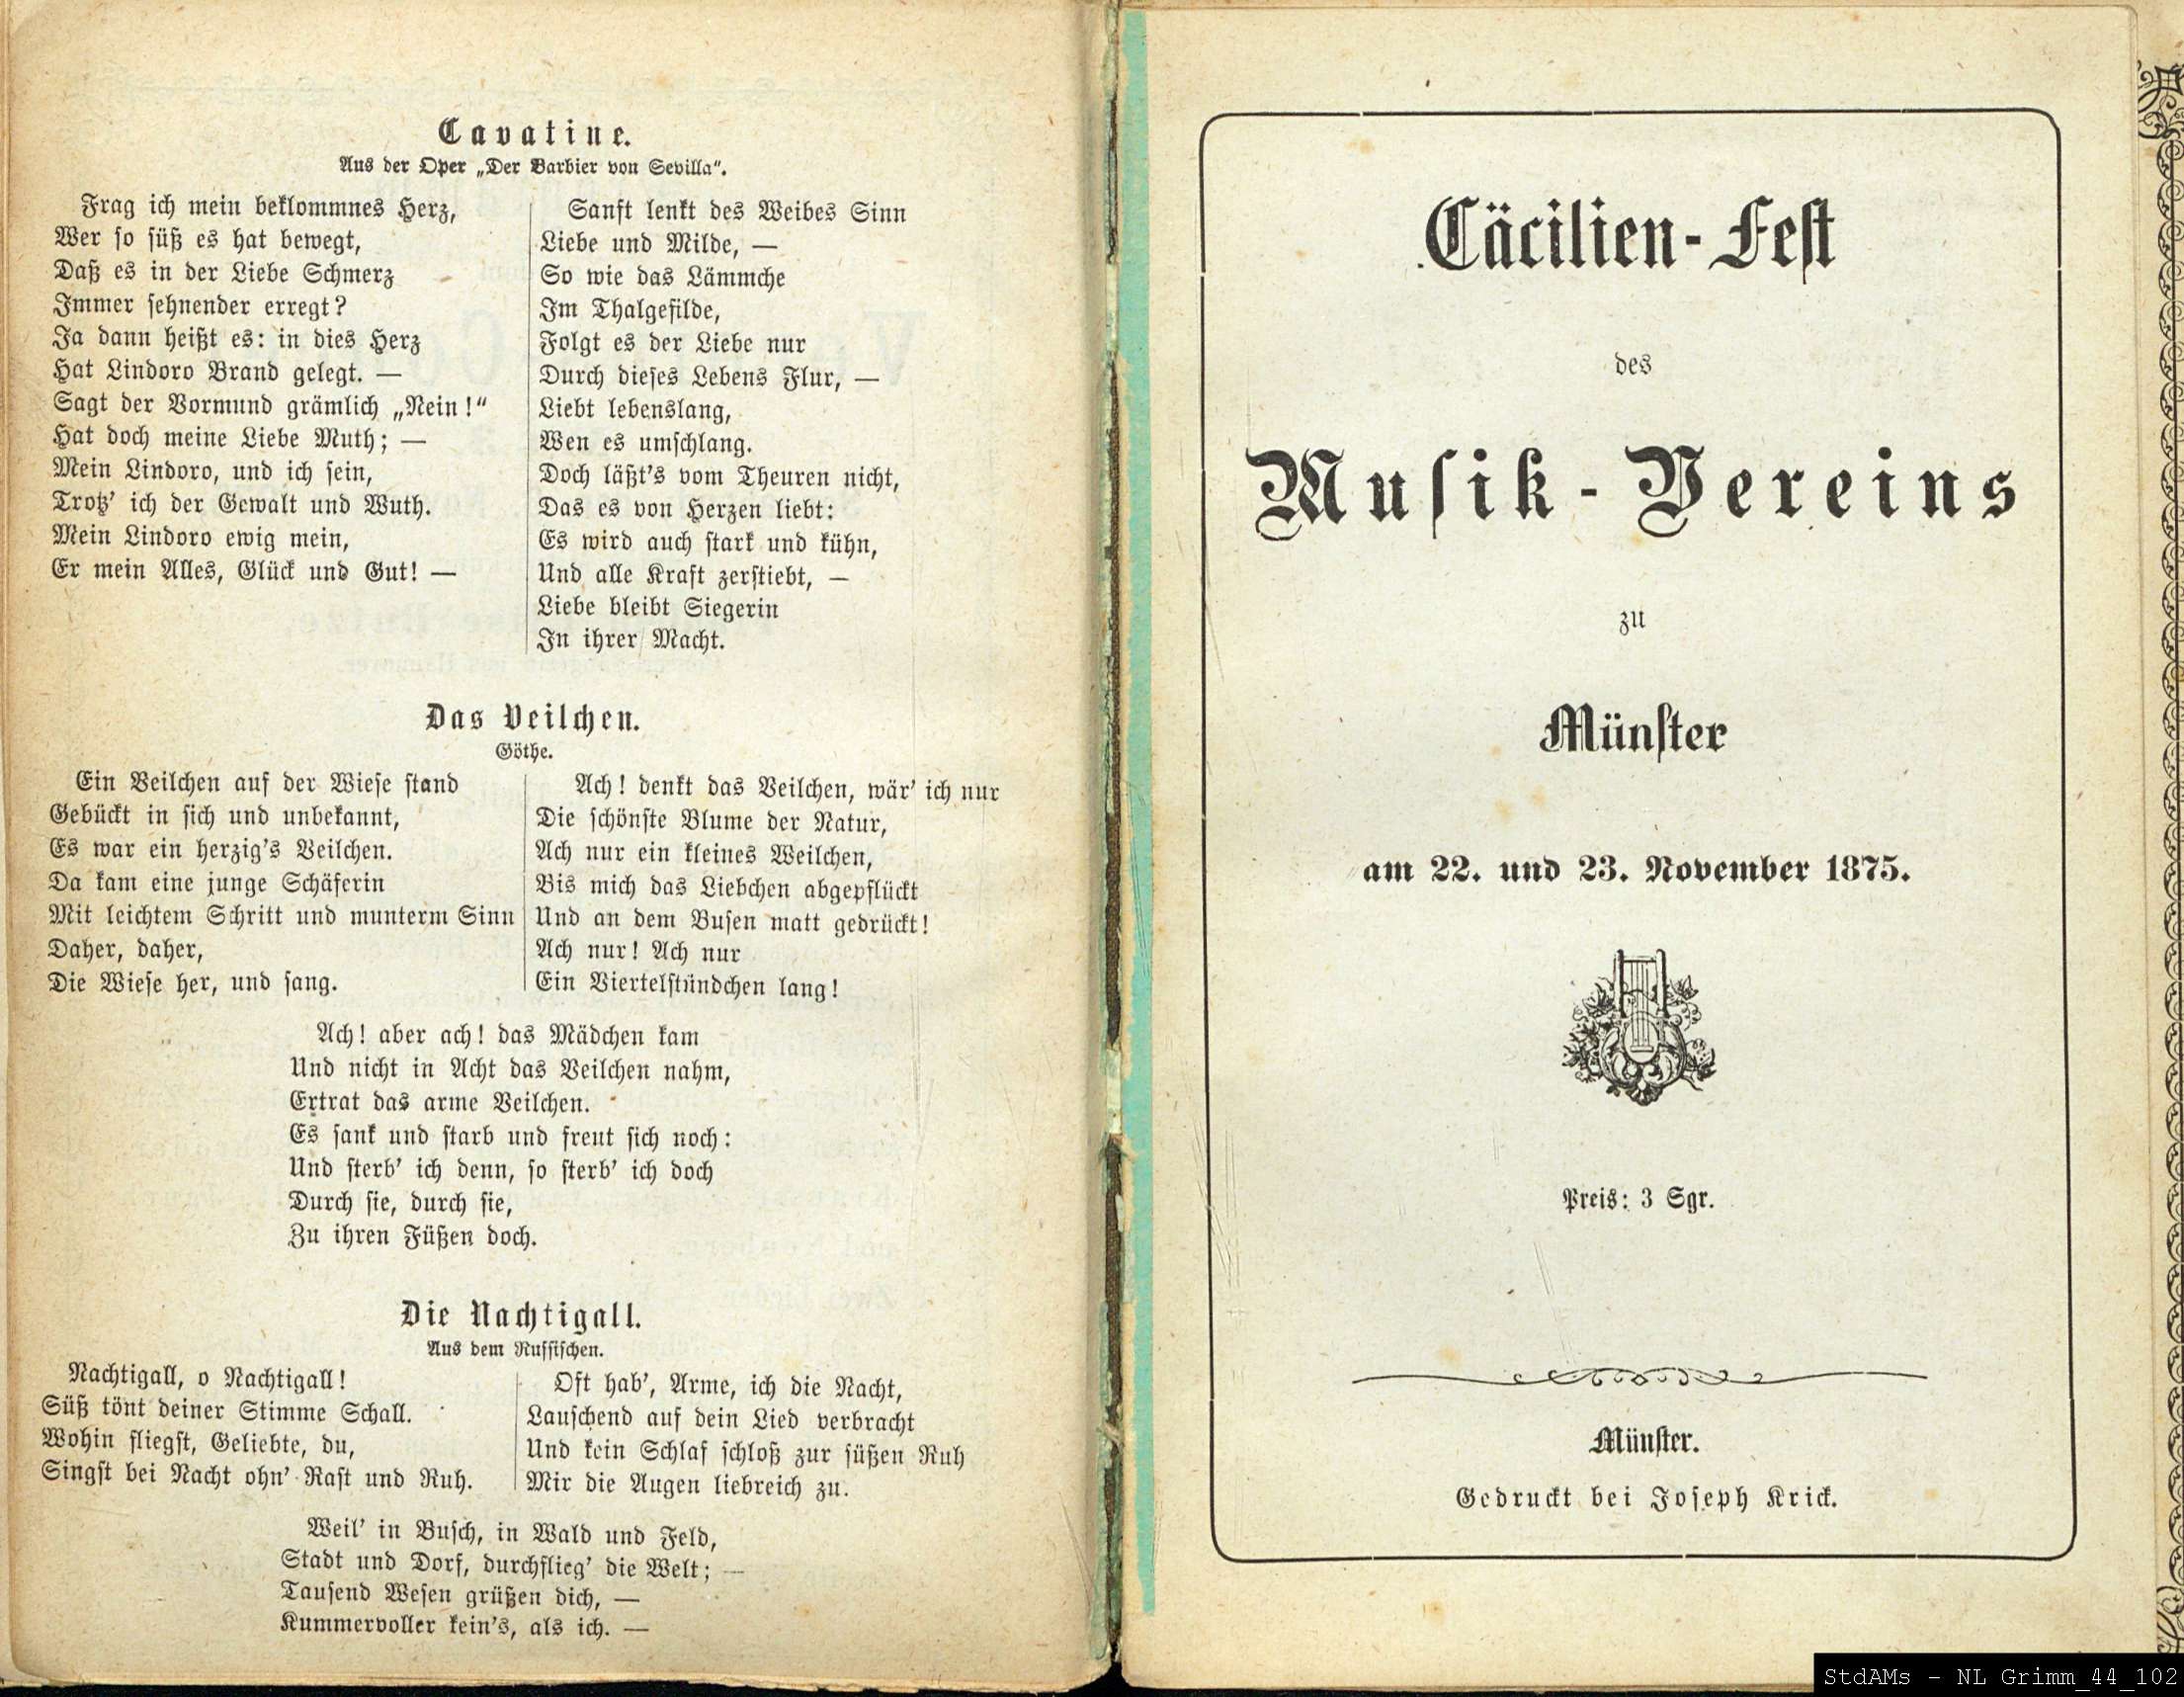 Cavatine.
Aus der Oper „Der Barbier von Sevilla“.
Frag ich mein beklommnes Herz,
Wer so süß es hat bewegt,
Daß es in der Liebe Schmerz
Immer sehnender erregt?
Ja dann heißt es: in dies Herz
Hat Lindoro Brand gelegt. —
Sagt der Vormund grämlich „Nein!“
Hat doch meine Liebe Muth; —
Mein Lindoro, und ich sein,
Trotz' ich der Gewalt und Wuth.
Mein Lindoro ewig mein,
Er mein Alles, Glück und Gut! —
Sanft lenkt des Weibes Sinn
Liebe und Milde, —
So wie das Lämmche
Im Thalgefilde,
Folgt es der Liebe nur
Durch dieses Lebens Flur, —
Liebt lebenslang,
Wen es umschlang.
Doch läßt's vom Theuren nicht,
Das es von Herzen liebt:
Es wird auch stark und kühn,
Und alle Kraft zerstiebt, —
Liebe bleibt Siegerin
In ihrer Macht.
Das Veilchen.
Göthe.
Ein Veilchen auf der Wiese stand
Gebückt in sich und unbekannt,
Es war ein herzig's Veilchen.
Da kam eine junge Schäferin
Mit leichtem Schritt und munterm Sinn
Daher, daher,
Die Wiese her, und sang.
Ach! denkt das Veilchen, wär' ich nur
Die schönste Blume der Natur,
Ach nur ein kleines Weilchen,
Bis mich das Liebchen abgepflückt
Und an dem Busen matt gedrückt!
Ach nur! Ach nur
Ein Viertelstündchen lang!
Ach! aber ach! das Mädchen kam
Und nicht in Acht das Veilchen nahm,
Ertrat das arme Veilchen.
Es sank und starb und freut sich noch:
Und sterb' ich denn, so sterb' ich doch
Durch sie, durch sie,
Zu ihren Füßen doch.
Die Nachtigall.
Aus dem Russischen.
Nachtigall, o Nachtigall!
Süß tönt deiner Stimme Schall.
Wohin fliegst, Geliebte, du,
Singst bei Nacht ohn' Rast und Ruh.
Oft hab', Arme, ich die Nacht,
Lauschend auf dein Lied verbracht
Und kein Schlaf schloß zur süßen Ruh
Mir die Augen liebreich zu.
Weil' in Busch, in Wald und Feld,
Stadt und Dorf, durchflieg' die Welt; —
Tausend Wesen grüßen dich, —
Kummervoller kein's, als ich. —
Cäcilien-Fest
des
Musik-Vereins
zu
Münster
am 22. und 23. November 1875.
Preis: 3 Sgr.
Münster.
Gedruckt bei Joseph Krick.
StdAMs - NL Grimm_44_102